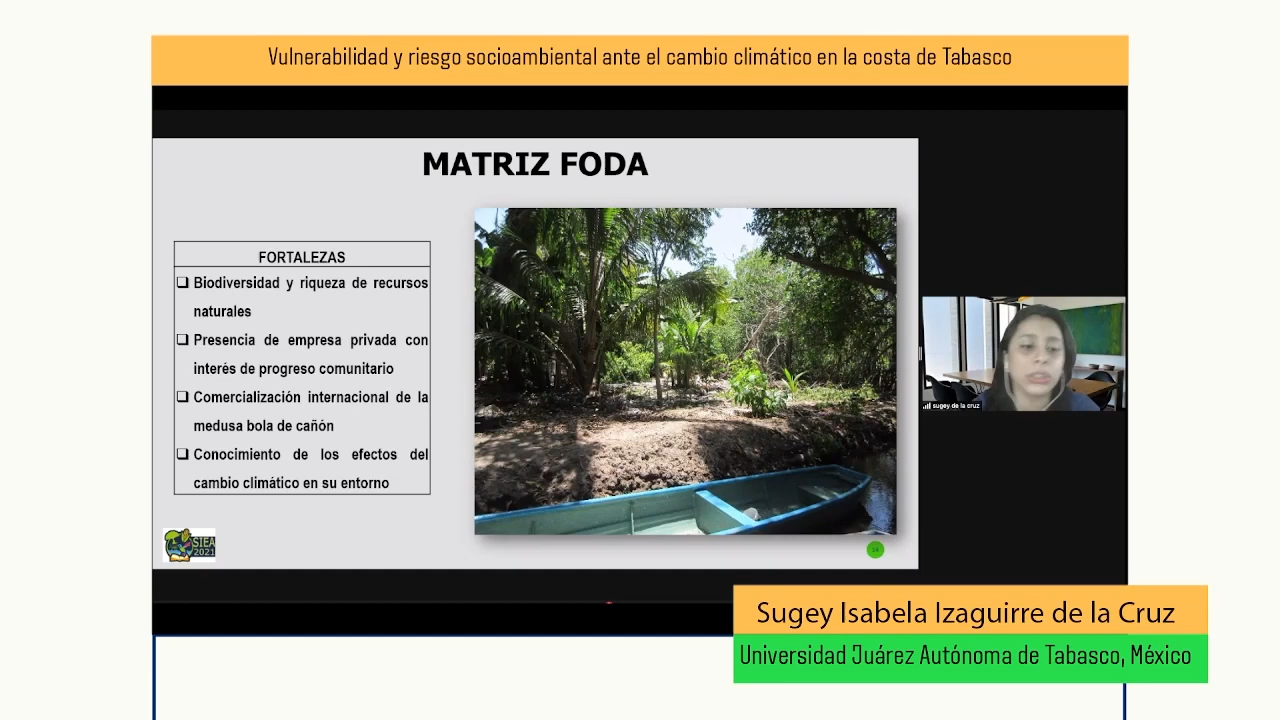 Vulnerabilidad y riesgo socioambiental ante el cambio climático en la costa de Tabasco
MATRIZ FODA
FORTALEZAS
❑ Biodiversidad y riqueza de recursos
naturales
❑ Presencia de empresa privada con
interés de progreso comunitario
❑ Comercialización internacional de la
medusa bola de cañón
❑ Conocimiento de los efectos del
cambio climático en su entorno
SIEA
2021
sugey de la cruz
Sugey Isabela Izaguirre de la Cruz
Universidad Juárez Autónoma de Tabasco, México